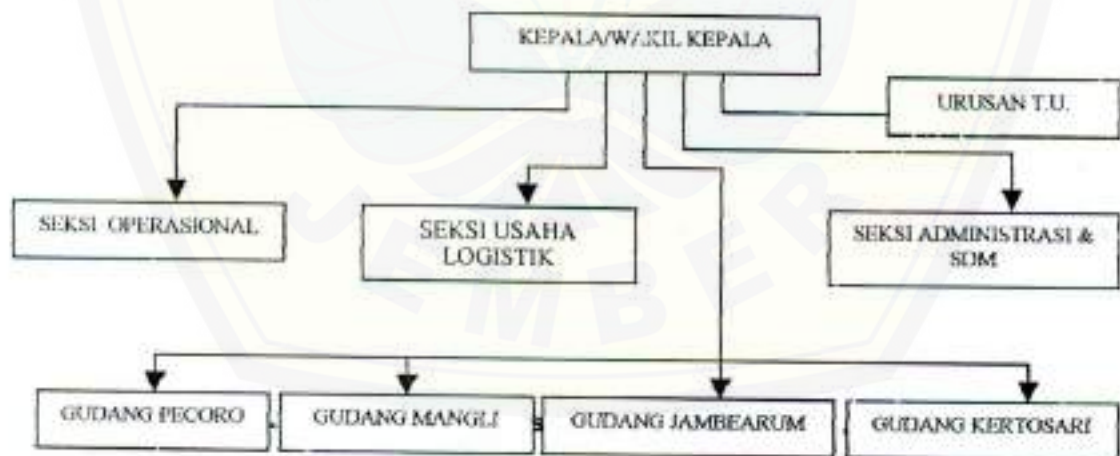 KEPALA/WAKIL KEPALA
URUSAN T.U.
SEKSI OPERASIONAL
SEKSI USAHA
LOGISTIK
SEKSI ADMINISTRASI &
SDM
GUDANG PECORO
GUDANG MANGLI
GUDANG JAMBEARUM
GUDANG KERTOSARI
JEMBER